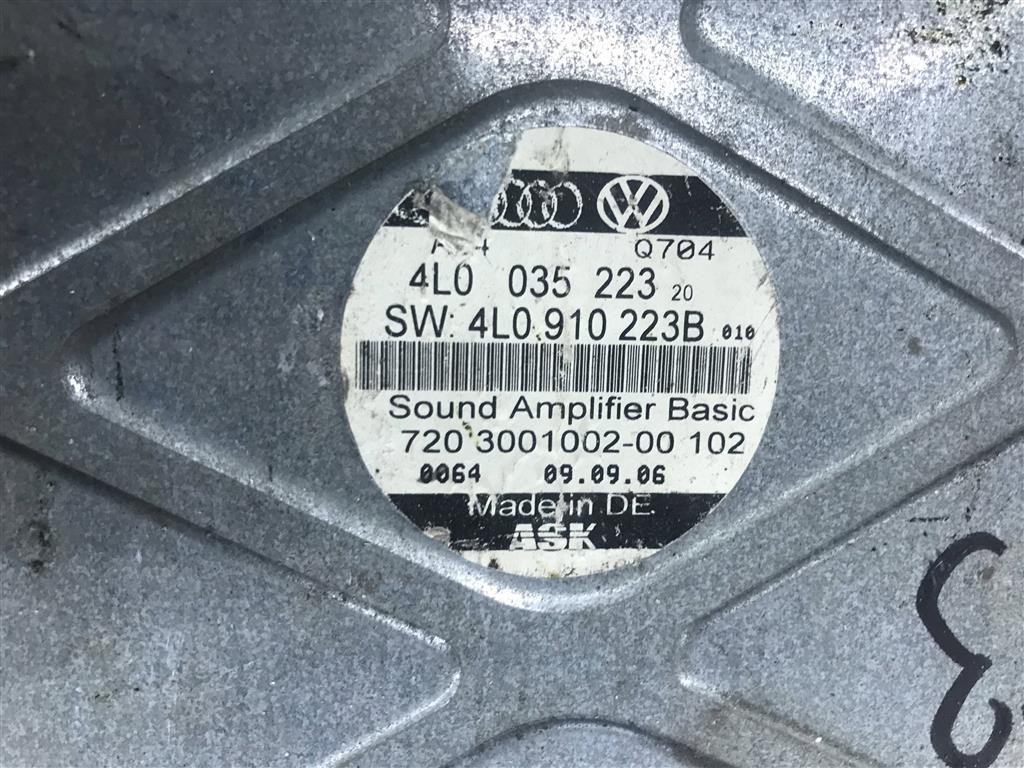 Q704
4L0 035 223 20
SW: 4L0 910 223B 010
Sound Amplifier Basic
720 3001002-00 102
0064 09.09.06
Made in DE
ASK
3